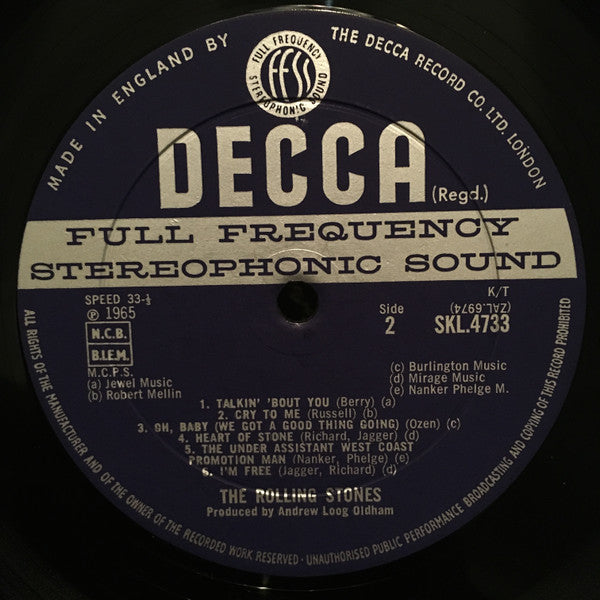 MADE IN ENGLAND BY
THE DECCA RECORD CO. LTD, LONDON
FULL FREQUENCY
FFSS
STEREOPHONIC SOUND
DECCA
(Regd.)
FULL FREQUENCY
STEREOPHONIC SOUND
SPEED 33-⅓
℗ 1965
N.C.B.
B.I.E.M.
M.C.P.S.
(a) Jewel Music
(b) Robert Mellin
K/T
(ZAL.6974)
Side
2
SKL.4733
(c) Burlington Music
(d) Mirage Music
(e) Nanker Phelge M.
1. TALKIN' 'BOUT YOU (Berry) (a)
2. CRY TO ME (Russell) (b)
3. OH, BABY (WE GOT A GOOD THING GOING) (Ozen) (c)
4. HEART OF STONE (Richard, Jagger) (d)
5. THE UNDER ASSISTANT WEST COAST
PROMOTION MAN (Nanker, Phelge) (e)
6. I'M FREE (Jagger, Richard) (d)
THE ROLLING STONES
Produced by Andrew Loog Oldham
ALL RIGHTS OF THE MANUFACTURER AND OF THE OWNER OF THE RECORDED WORK RESERVED · UNAUTHORISED PUBLIC PERFORMANCE BROADCASTING AND COPYING OF THIS RECORD PROHIBITED